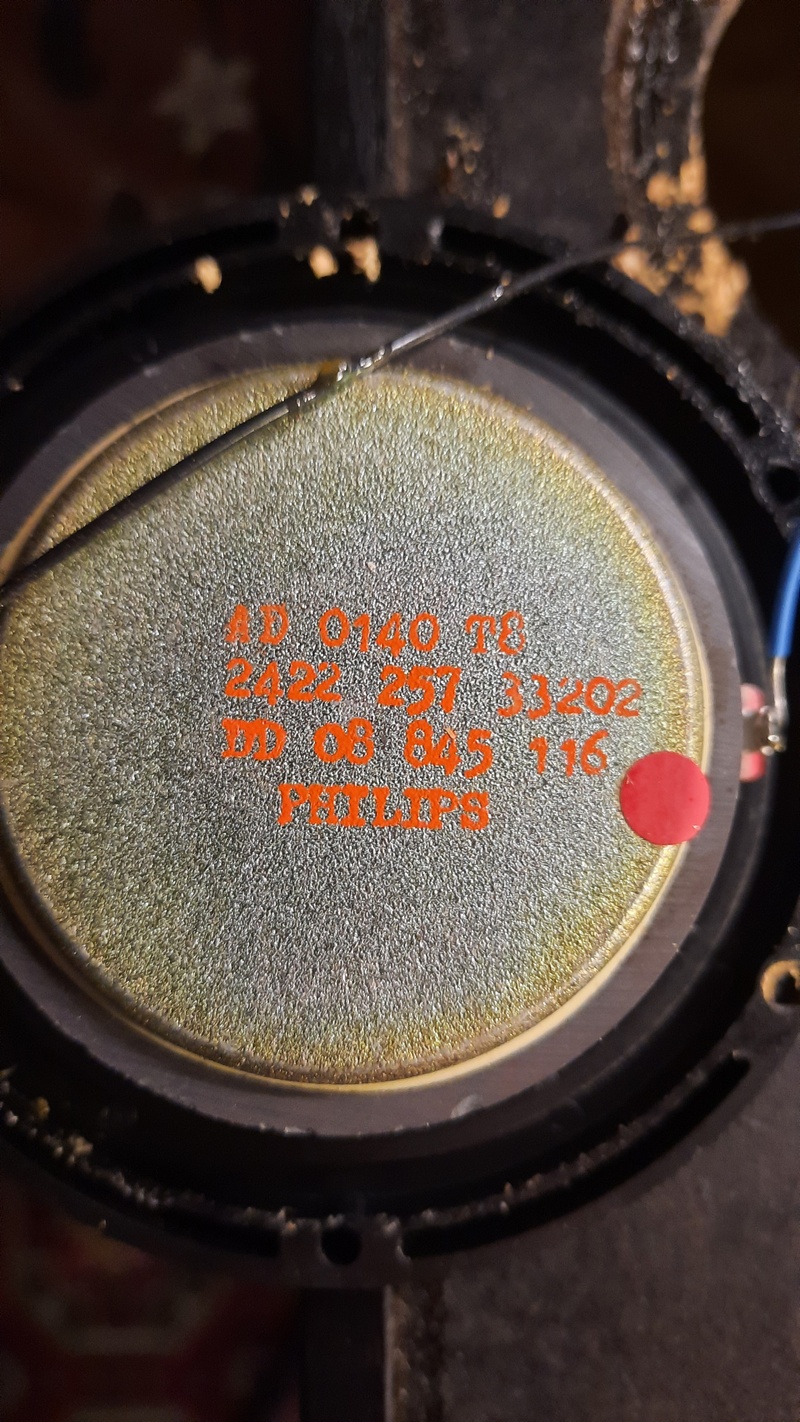 AD 0140 T8
2422 257 33202
DD 08 845 116
PHILIPS